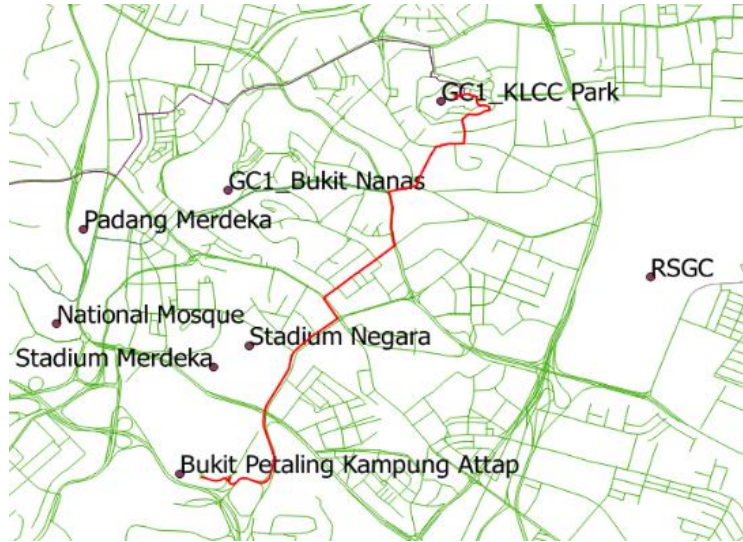 GC1_KLCC Park
GC1_Bukit Nanas
Padang Merdeka
RSGC
National Mosque
Stadium Negara
Stadium Merdeka
Bukit Petaling Kampung Attap